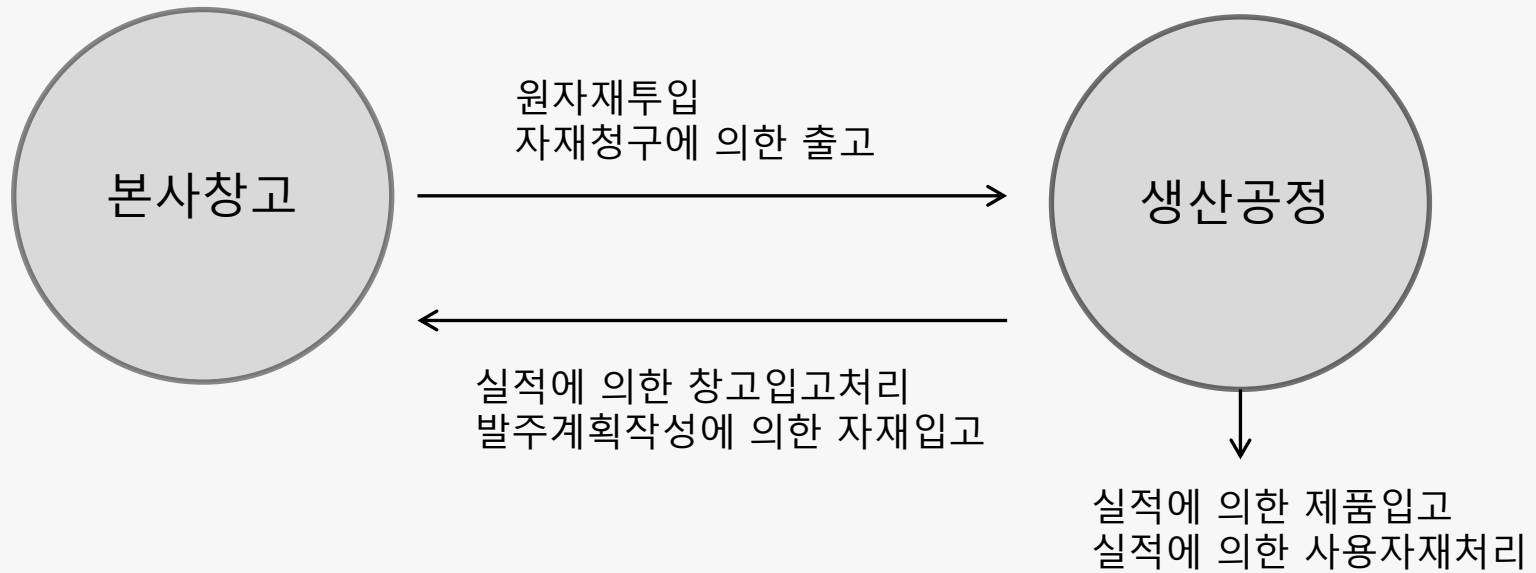 원자재투입
자재청구에 의한 출고
본사창고
생산공정
실적에 의한 창고입고처리
발주계획작성에 의한 자재입고
실적에 의한 제품입고
실적에 의한 사용자재처리